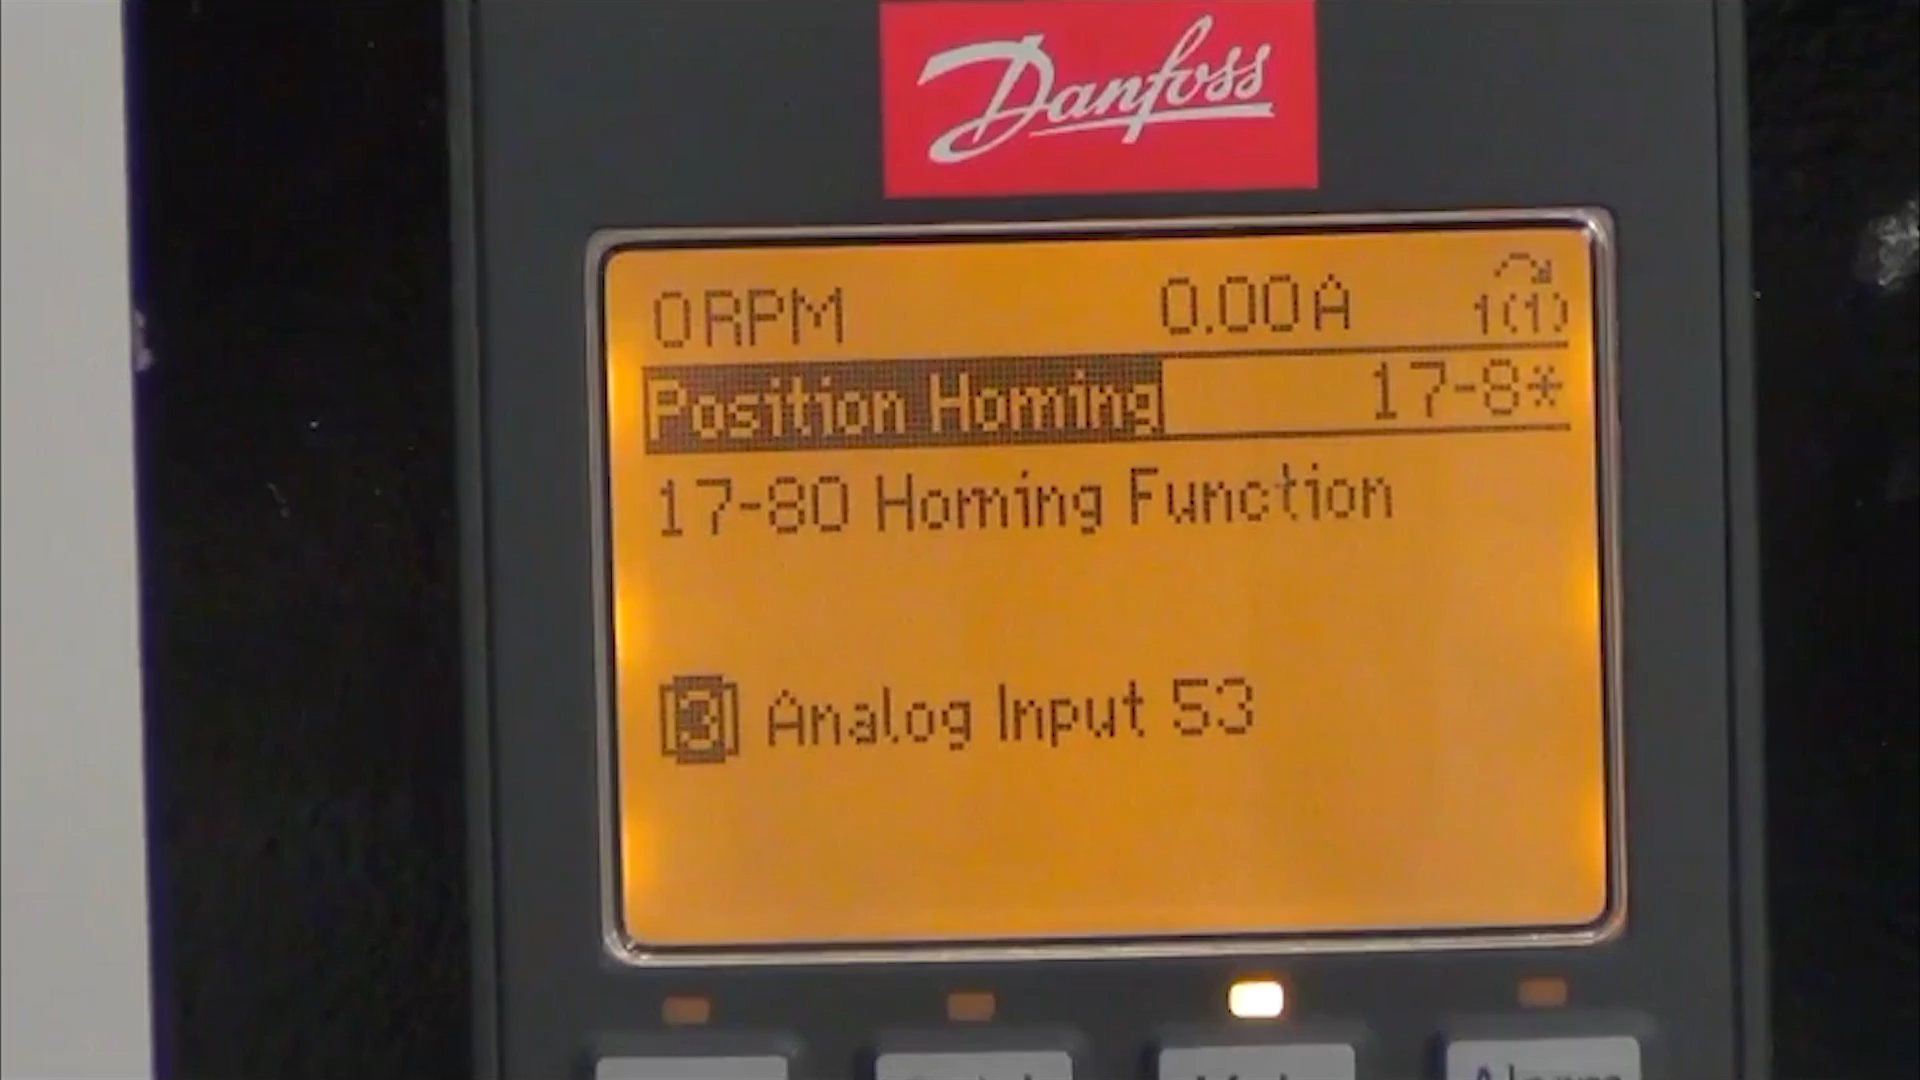 Danfoss
0RPM 0.00A 1(1)
Position Homing 17-8*
17-80 Homing Function
[3] Analog Input 53